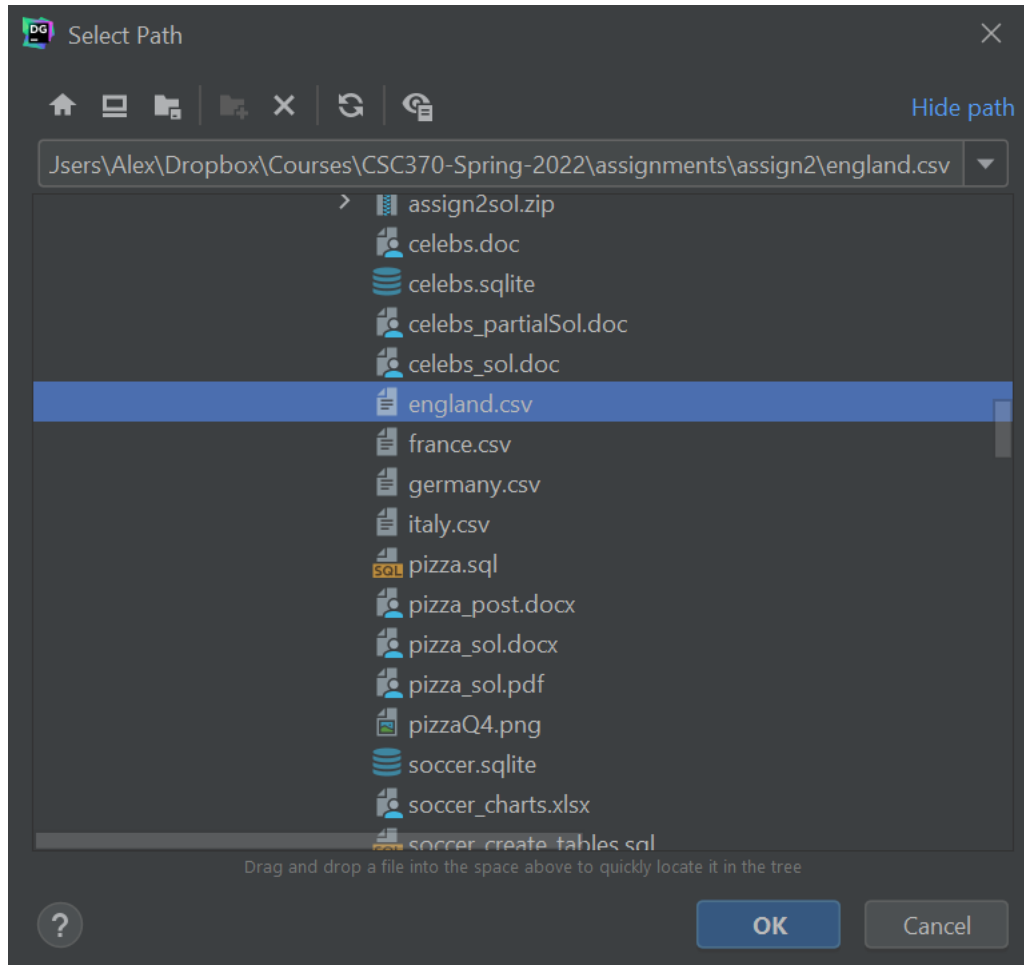 DG
Select Path
Hide path
Jsers\Alex\Dropbox\Courses\CSC370-Spring-2022\assignments\assign2\england.csv
assign2sol.zip
celebs.doc
celebs.sqlite
celebs_partialSol.doc
celebs_sol.doc
england.csv
france.csv
germany.csv
italy.csv
SQL pizza.sql
pizza_post.docx
pizza_sol.docx
pizza_sol.pdf
pizzaQ4.png
soccer.sqlite
soccer_charts.xlsx
soccer_create_tables.sql
Drag and drop a file into the space above to quickly locate it in the tree
? OK Cancel